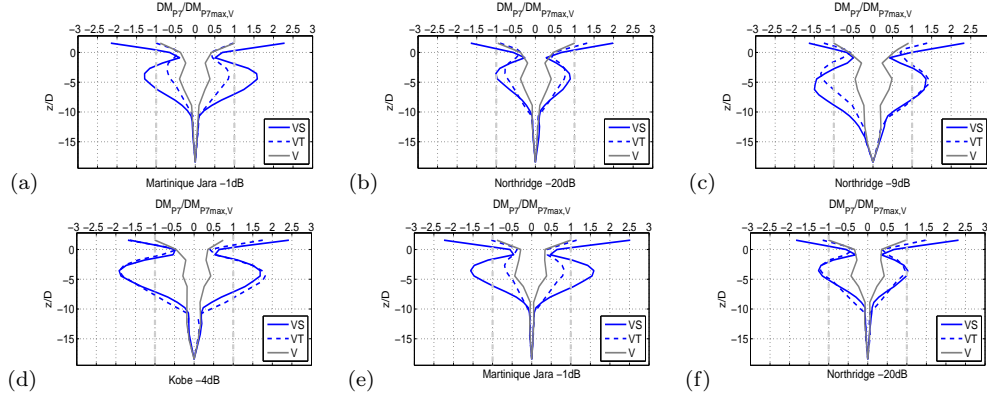 DM_P7/DM_P7max,V
−3 −2.5 −2 −1.5 −1 −0.5 0 0.5 1 1.5 2 2.5 3
0
−5
−10
−15
z/D
VS
VT
V
(a)
Martinique Jara −1dB
DM_P7/DM_P7max,V
−3 −2.5 −2 −1.5 −1 −0.5 0 0.5 1 1.5 2 2.5 3
0
−5
−10
−15
z/D
VS
VT
V
(b)
Northridge −20dB
DM_P7/DM_P7max,V
−3 −2.5 −2 −1.5 −1 −0.5 0 0.5 1 1.5 2 2.5 3
0
−5
−10
−15
z/D
VS
VT
V
(c)
Northridge −9dB
DM_P7/DM_P7max,V
−3 −2.5 −2 −1.5 −1 −0.5 0 0.5 1 1.5 2 2.5 3
0
−5
−10
−15
z/D
VS
VT
V
(d)
Kobe −4dB
DM_P7/DM_P7max,V
−3 −2.5 −2 −1.5 −1 −0.5 0 0.5 1 1.5 2 2.5 3
0
−5
−10
−15
z/D
VS
VT
V
(e)
Martinique Jara −1dB
DM_P7/DM_P7max,V
−3 −2.5 −2 −1.5 −1 −0.5 0 0.5 1 1.5 2 2.5 3
0
−5
−10
−15
z/D
VS
VT
V
(f)
Northridge −20dB